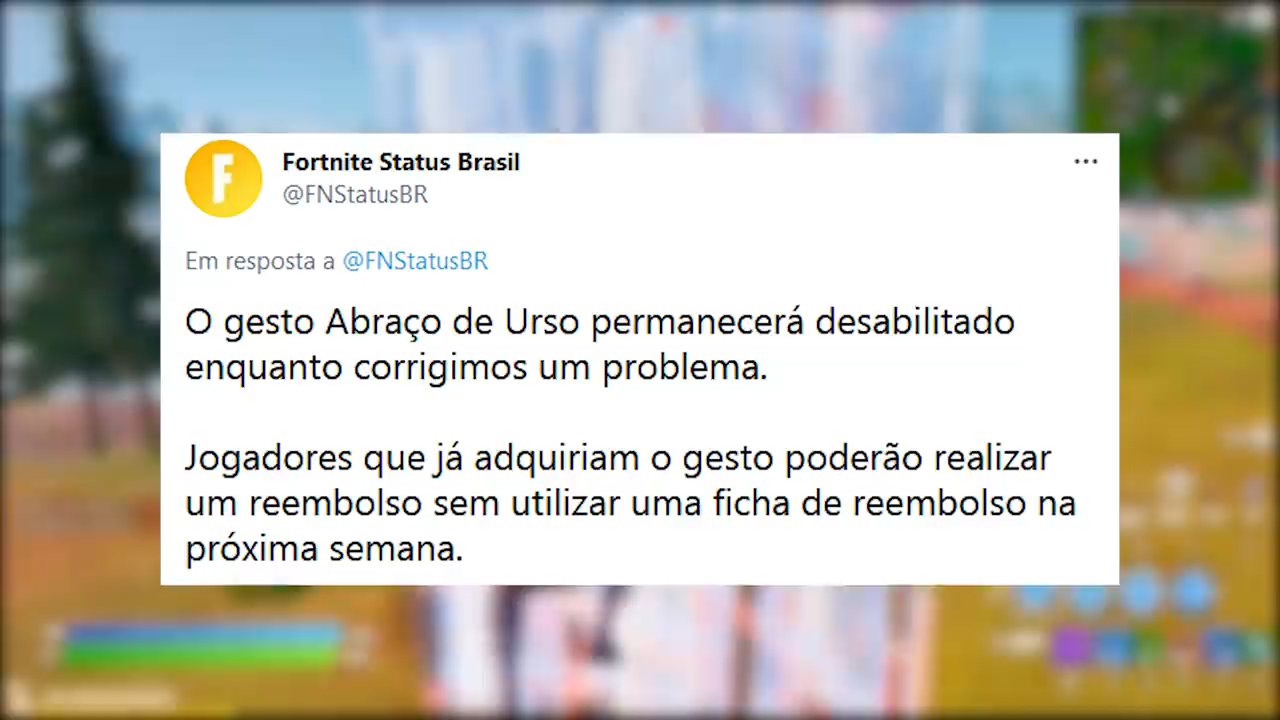 Fortnite Status Brasil
@FNStatusBR
Em resposta a @FNStatusBR
O gesto Abraço de Urso permanecerá desabilitado
enquanto corrigimos um problema.
Jogadores que já adquiriam o gesto poderão realizar
um reembolso sem utilizar uma ficha de reembolso na
próxima semana.